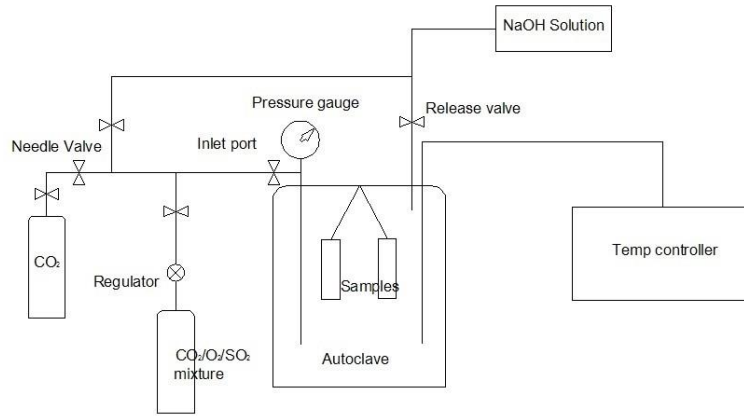 NaOH Solution
Pressure gauge
Release valve
Needle Valve
Inlet port
Temp controller
CO₂
Regulator
Samples
CO₂/O₂/SO₂
mixture
Autoclave